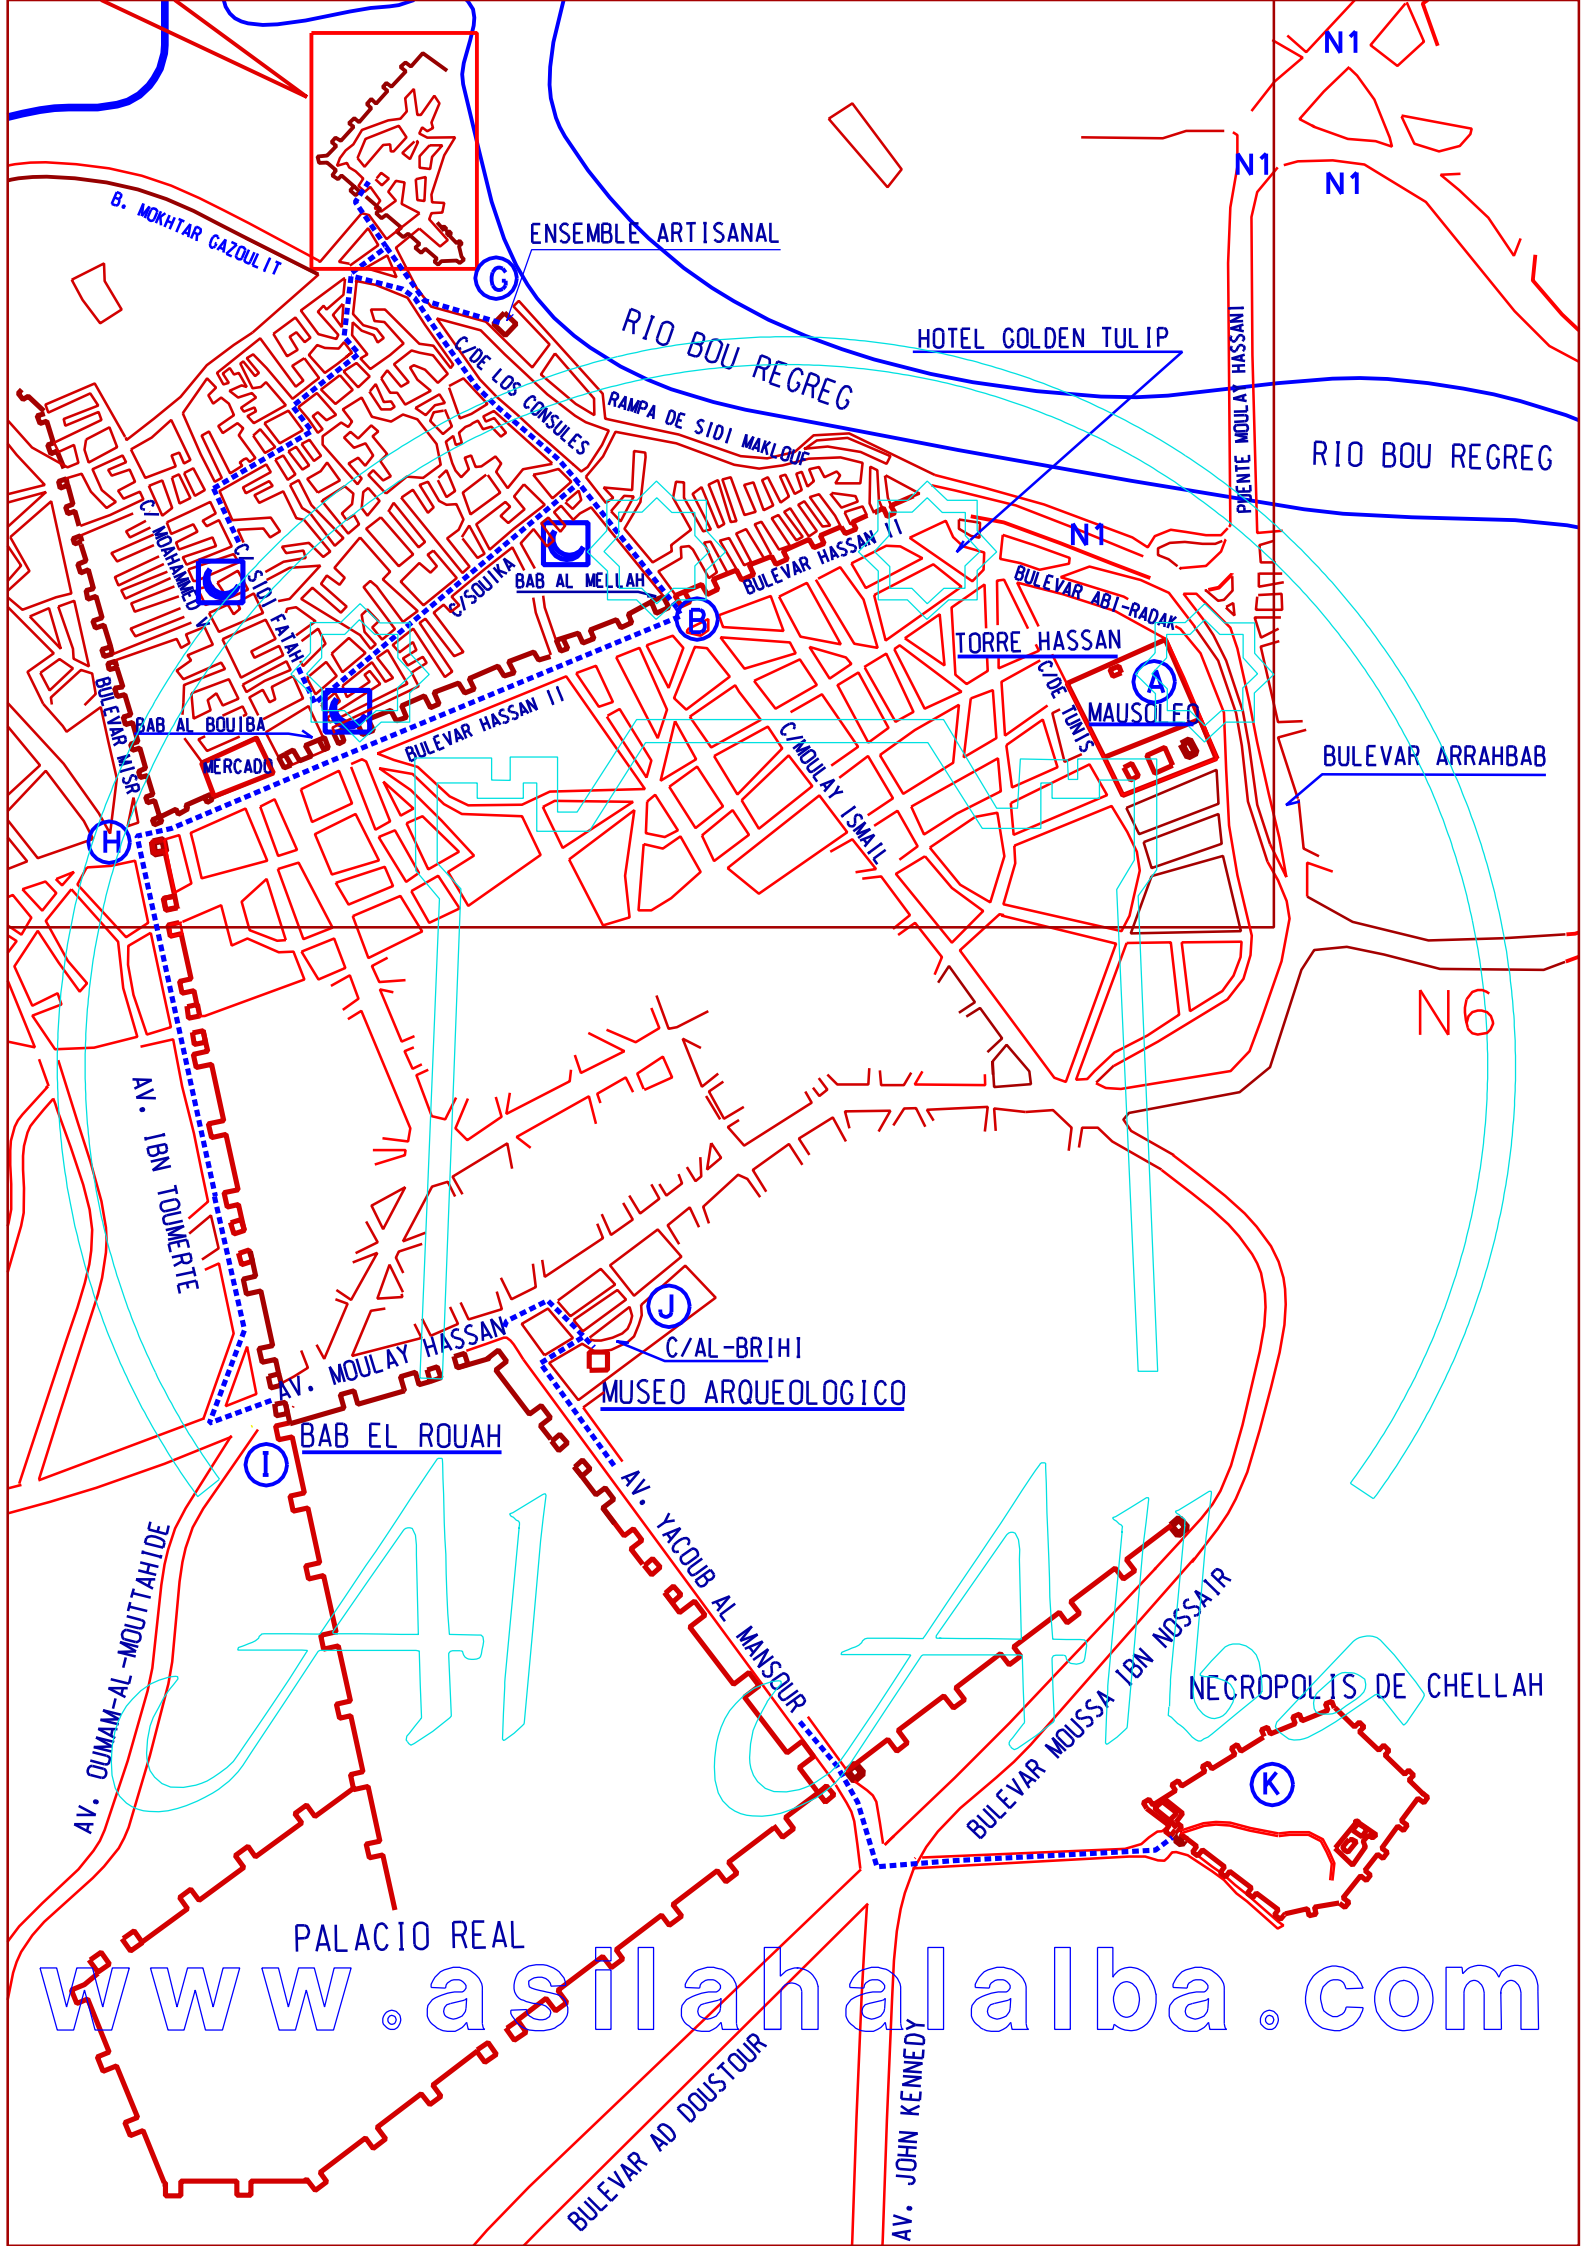 N1
N1
N1
B. MOKHTAR GAZOULIT
ENSEMBLE ARTISANAL
G
RIO BOU REGREG
HOTEL GOLDEN TULIP
PUENTE MOULAY HASSANI
C/DE LOS CONSULES
RAMPA DE SIDI MAKLOUF
RIO BOU REGREG
N1
C/ MOAHAMMED V
C/ SIDI FATAH
C/SOUIKA
BAB AL MELLAH
BULEVAR HASSAN II
BULEVAR ABI-RADAK
B
TORRE HASSAN
C/DE TUNIS
A
MAUSOLEO
BULEVAR MISR
BAB AL BOUIBA
MERCADO
BULEVAR HASSAN II
C/MOULAY ISMAIL
BULEVAR ARRAHBAB
H
N6
AV. IBN TOUMERTE
J
C/AL-BRIHI
AV. MOULAY HASSAN
MUSEO ARQUEOLOGICO
BAB EL ROUAH
I
AV. YACOUB AL MANSOUR
AV. OUMAM-AL-MOUTTAHIDE
Al Alba
BULEVAR MOUSSA IBN NOSSAIR
NECROPOLIS DE CHELLAH
K
PALACIO REAL
www.asilahalalba.com
BULEVAR AD DOUSTOUR
AV. JOHN KENNEDY